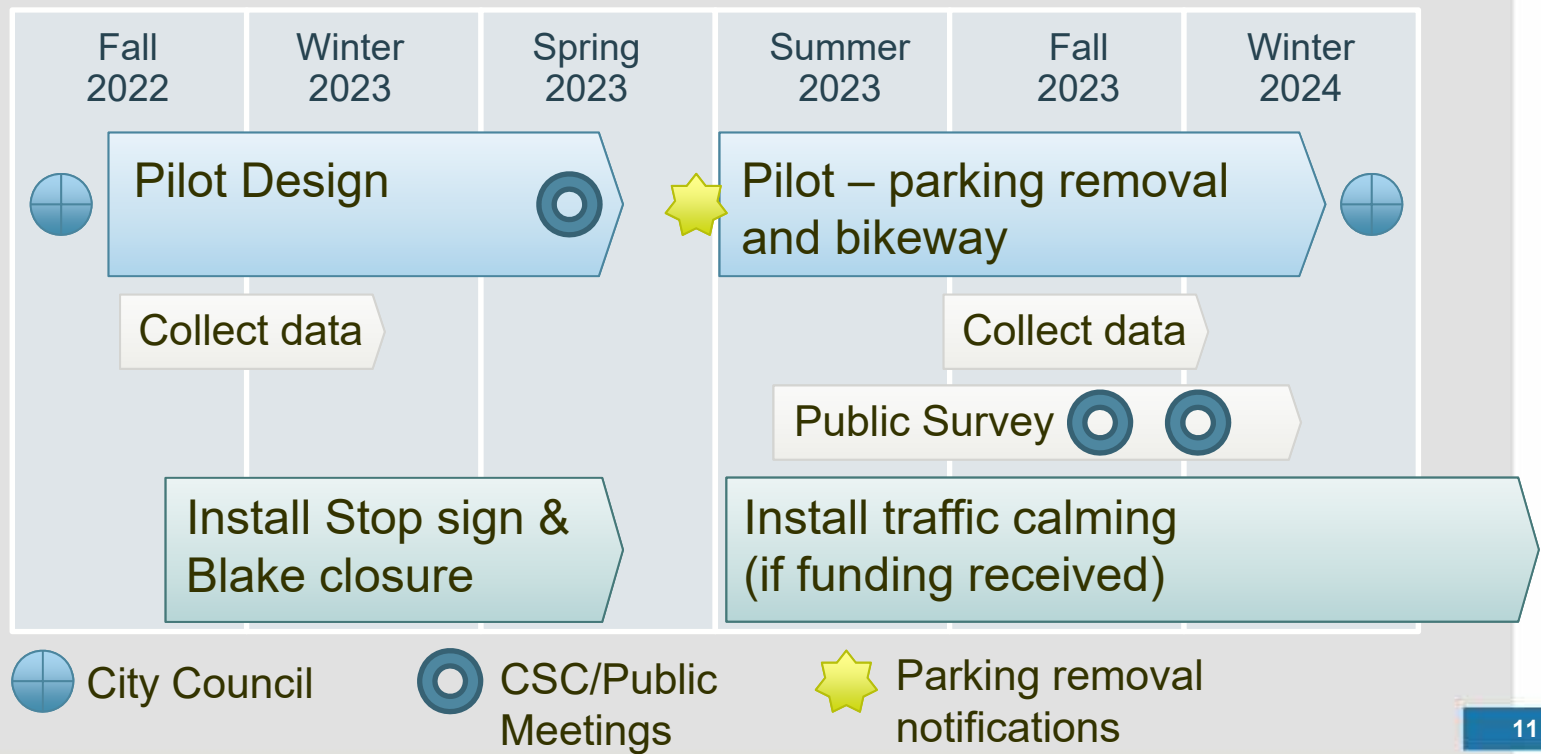 Fall
2022
Winter
2023
Spring
2023
Summer
2023
Fall
2023
Winter
2024
Pilot Design
Pilot – parking removal
and bikeway
Collect data
Collect data
Public Survey
Install Stop sign &
Blake closure
Install traffic calming
(if funding received)
City Council
CSC/Public
Meetings
Parking removal
notifications
11